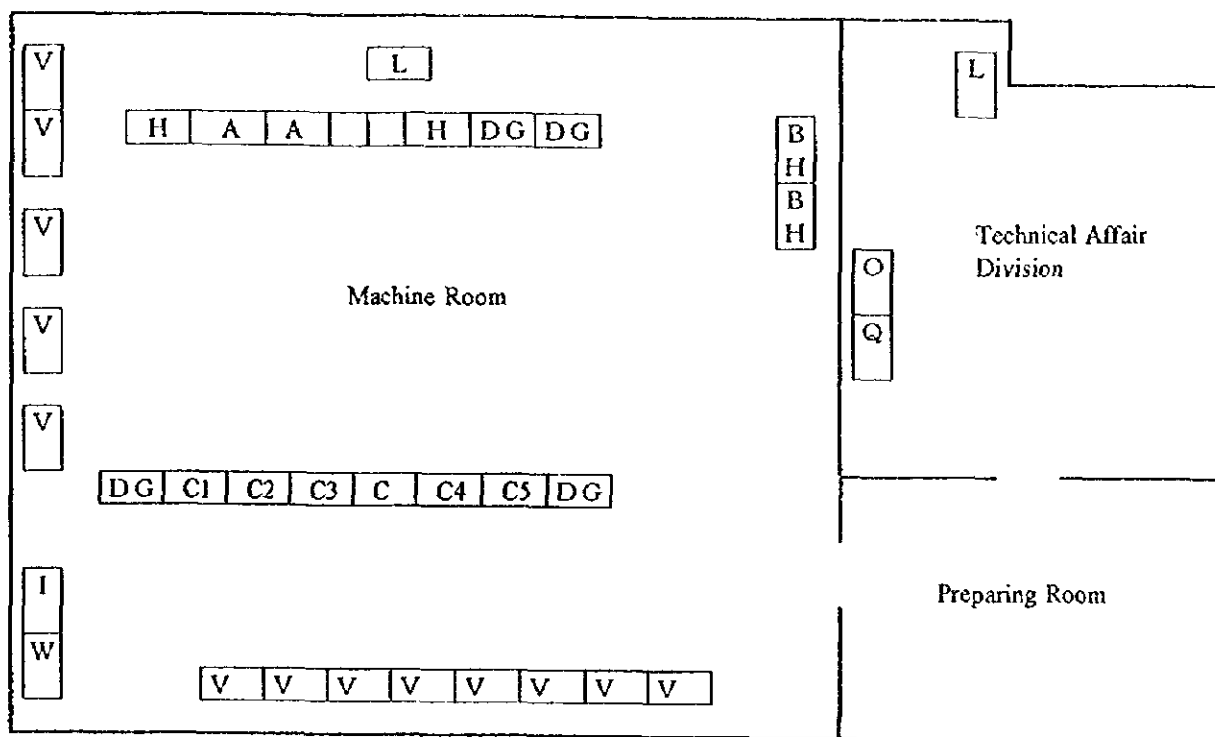 V
L
L
V
H A A H DG DG
B
H
B
H
V
Technical Affair
Division
O
Machine Room
V
Q
V
DG C1 C2 C3 C C4 C5 DG
I
Preparing Room
W
V V V V V V V V